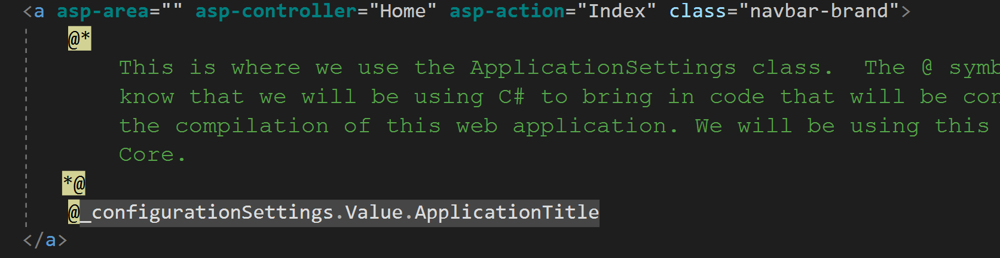 <a asp-area="" asp-controller="Home" asp-action="Index" class="navbar-brand">
@*
This is where we use the ApplicationSettings class. The @
know that we will be using C# to bring in code that will be
the compilation of this web application. We will be using this
Core.
*@
@_configurationSettings.Value.ApplicationTitle
</a>